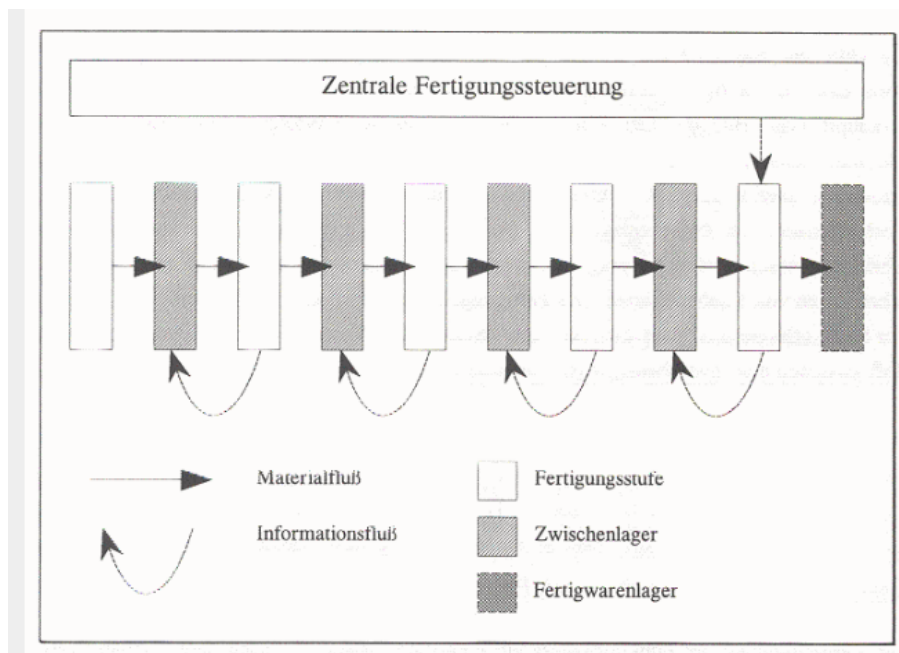 Zentrale Fertigungssteuerung
Materialfluß
Informationsfluß
Fertigungsstufe
Zwischenlager
Fertigwarenlager